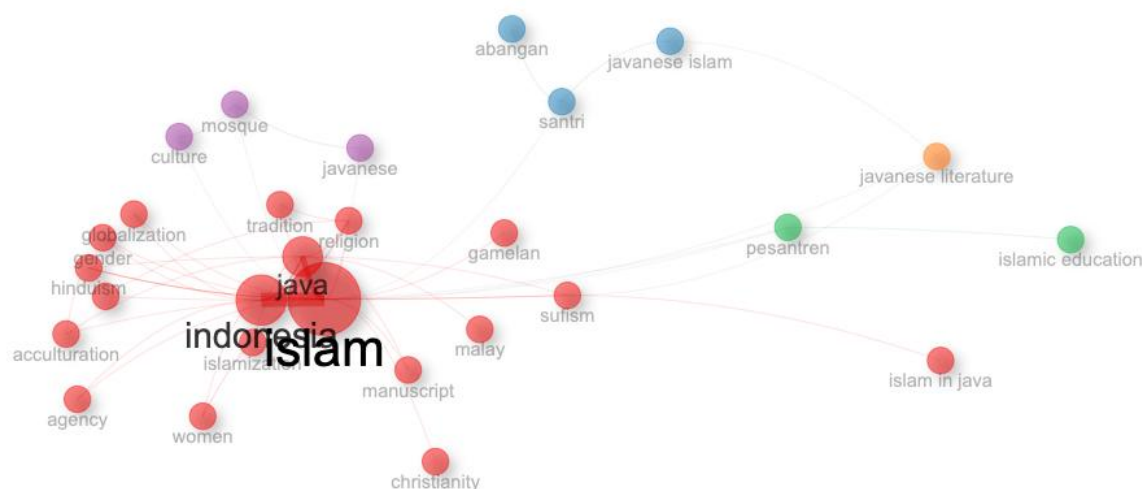 abangan
javanese islam
santri
mosque
culture
javanese
javanese literature
tradition
religion
globalization
gender
gamelan
pesantren
islamic education
hinduism
java
sufism
indonesia
islam
islamization
malay
acculturation
manuscript
islam in java
agency
women
christianity